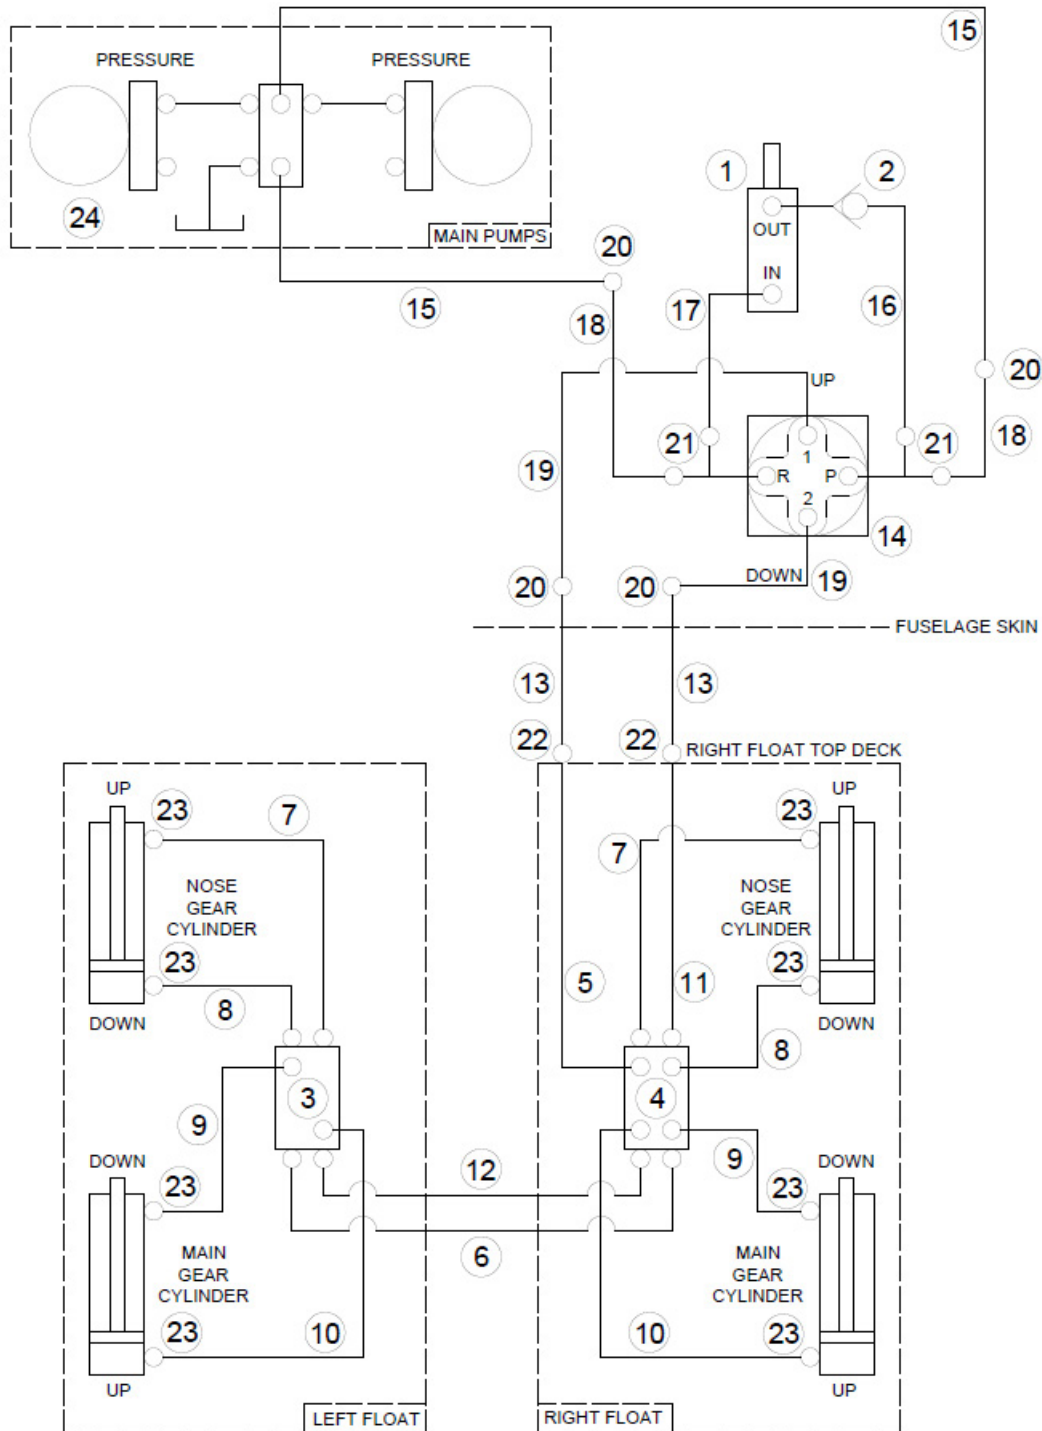 15
PRESSURE PRESSURE
24
MAIN PUMPS
1 2
OUT
IN
20
15
18 17 16
20
UP
21 21 18
19
1
R P
2
14
20 20 DOWN 19
FUSELAGE SKIN
13 13
22 22 RIGHT FLOAT TOP DECK
UP UP
23 7 7 23
NOSE
GEAR
CYLINDER
NOSE
GEAR
CYLINDER
23 23
8 5 11
DOWN DOWN
8
3 4
9
DOWN 9 DOWN
12
23 23
6
MAIN
GEAR
CYLINDER
MAIN
GEAR
CYLINDER
23 10 10 23
UP UP
LEFT FLOAT RIGHT FLOAT